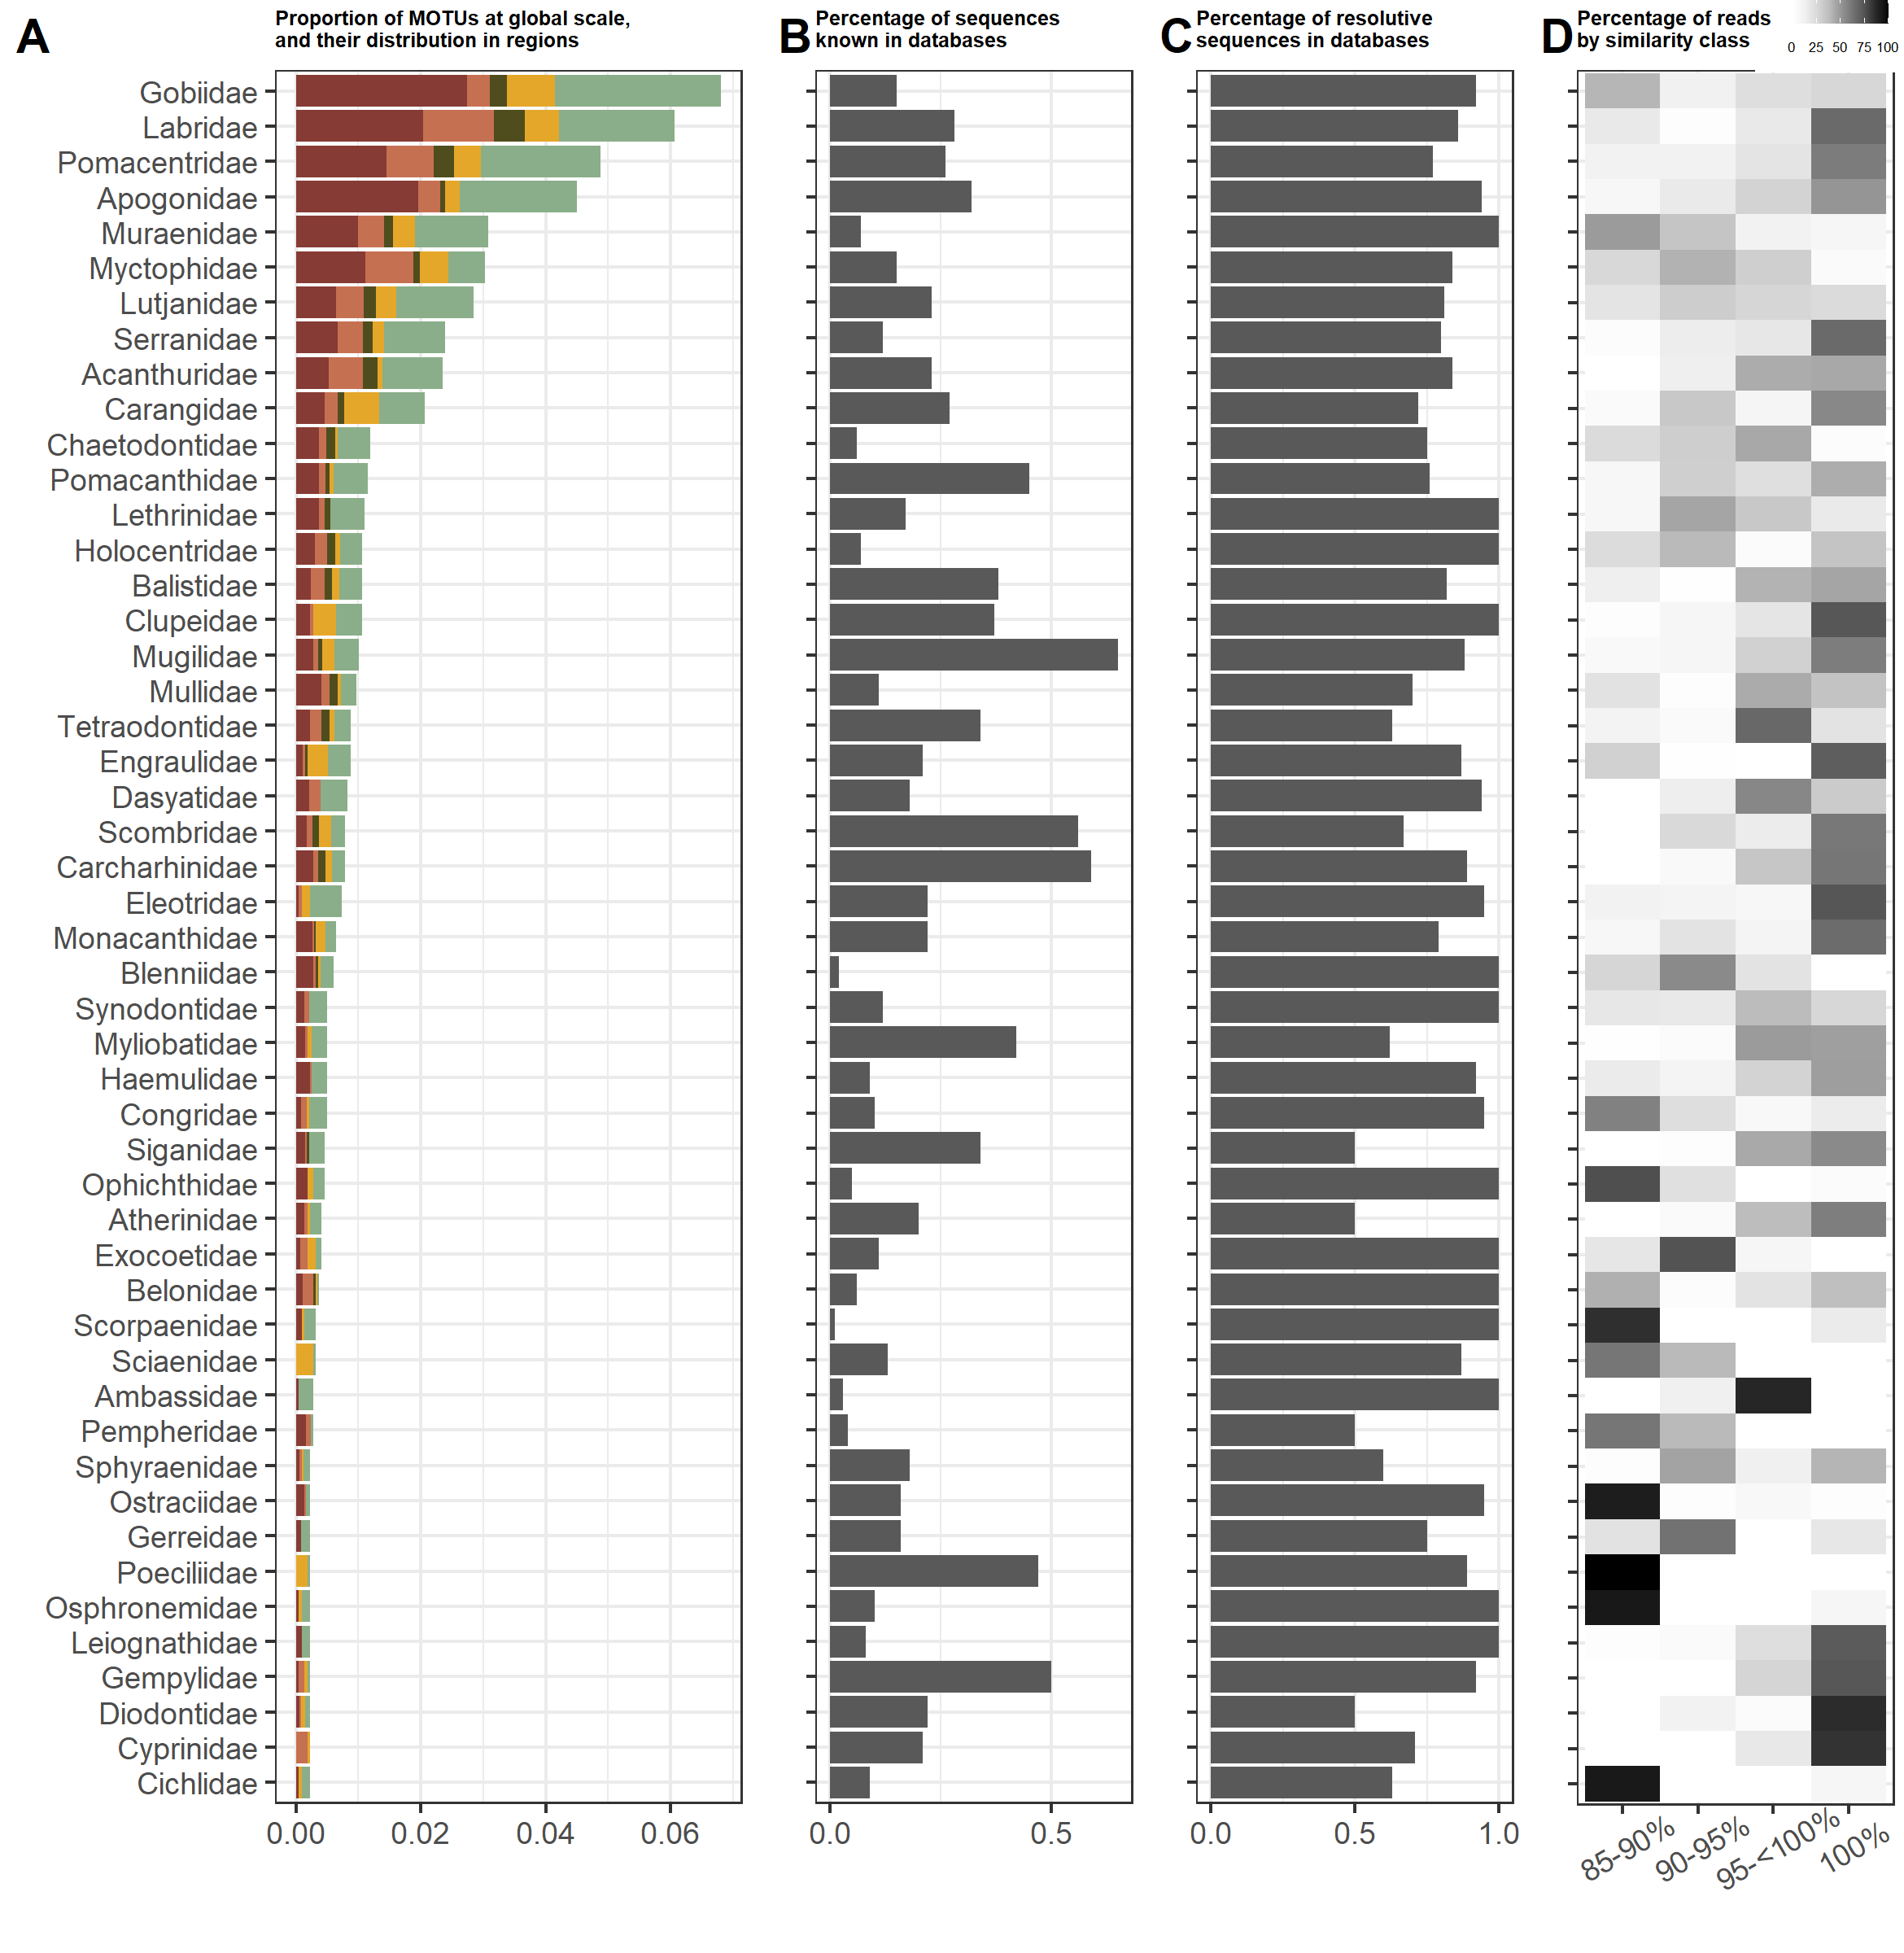 A
Proportion of MOTUs at global scale,
and their distribution in regions
B
Percentage of sequences
known in databases
C
Percentage of resolutive
sequences in databases
D
Percentage of reads
by similarity class
0 25 50 75 100
Gobiidae
Labridae
Pomacentridae
Apogonidae
Muraenidae
Myctophidae
Lutjanidae
Serranidae
Acanthuridae
Carangidae
Chaetodontidae
Pomacanthidae
Lethrinidae
Holocentridae
Balistidae
Clupeidae
Mugilidae
Mullidae
Tetraodontidae
Engraulidae
Dasyatidae
Scombridae
Carcharhinidae
Eleotridae
Monacanthidae
Blenniidae
Synodontidae
Myliobatidae
Haemulidae
Congridae
Siganidae
Ophichthidae
Atherinidae
Exocoetidae
Belonidae
Scorpaenidae
Sciaenidae
Ambassidae
Pempheridae
Sphyraenidae
Ostraciidae
Gerreidae
Poeciliidae
Osphronemidae
Leiognathidae
Gempylidae
Diodontidae
Cyprinidae
Cichlidae
0.00 0.02 0.04 0.06
0.0 0.5
0.0 0.5 1.0
85-90% 90-95% 95-<100% 100%